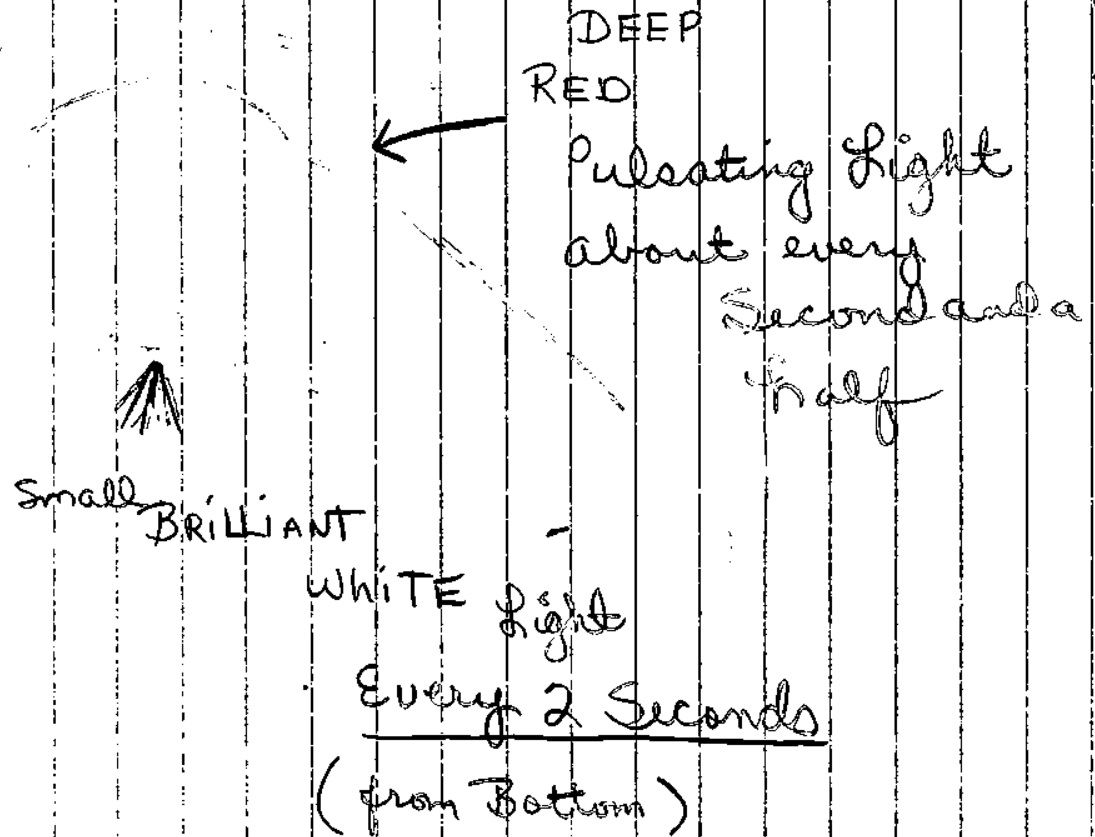 DEEP
RED
Pulsating Light
about every
Second and a
half
Small
BRiLLiANT
WhiTE Light
Every 2 Seconds
(from Bottom)